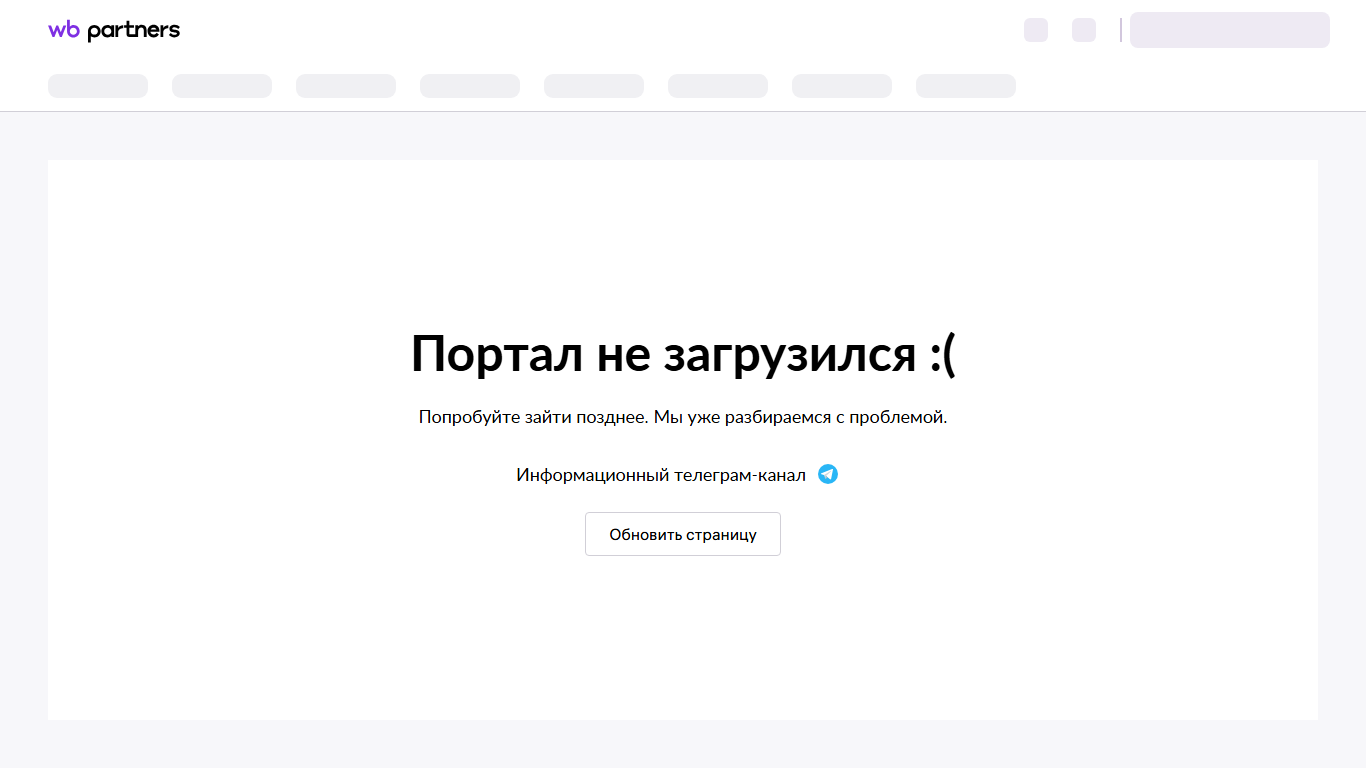 wb partners
Портал не загрузился :(
Попробуйте зайти позднее. Мы уже разбираемся с проблемой.
Информационный телеграм-канал
Обновить страницу